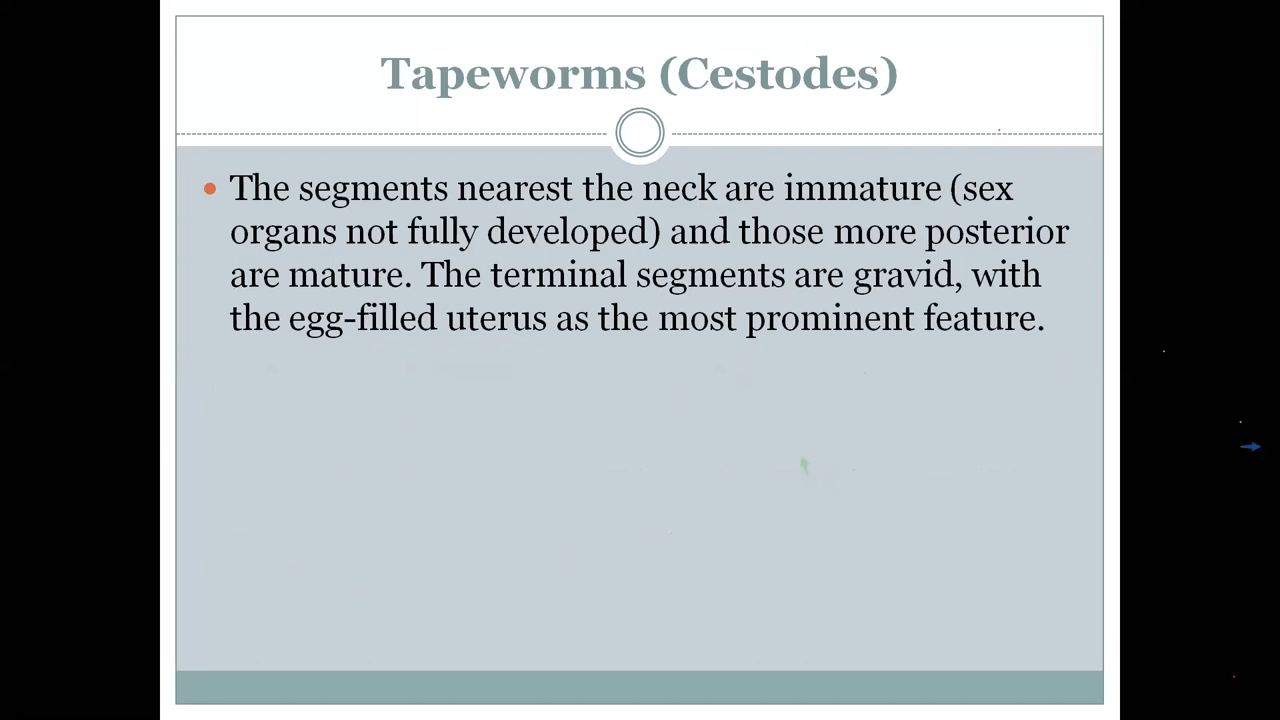 Tapeworms (Cestodes)
• The segments nearest the neck are immature (sex
organs not fully developed) and those more posterior
are mature. The terminal segments are gravid, with
the egg-filled uterus as the most prominent feature.